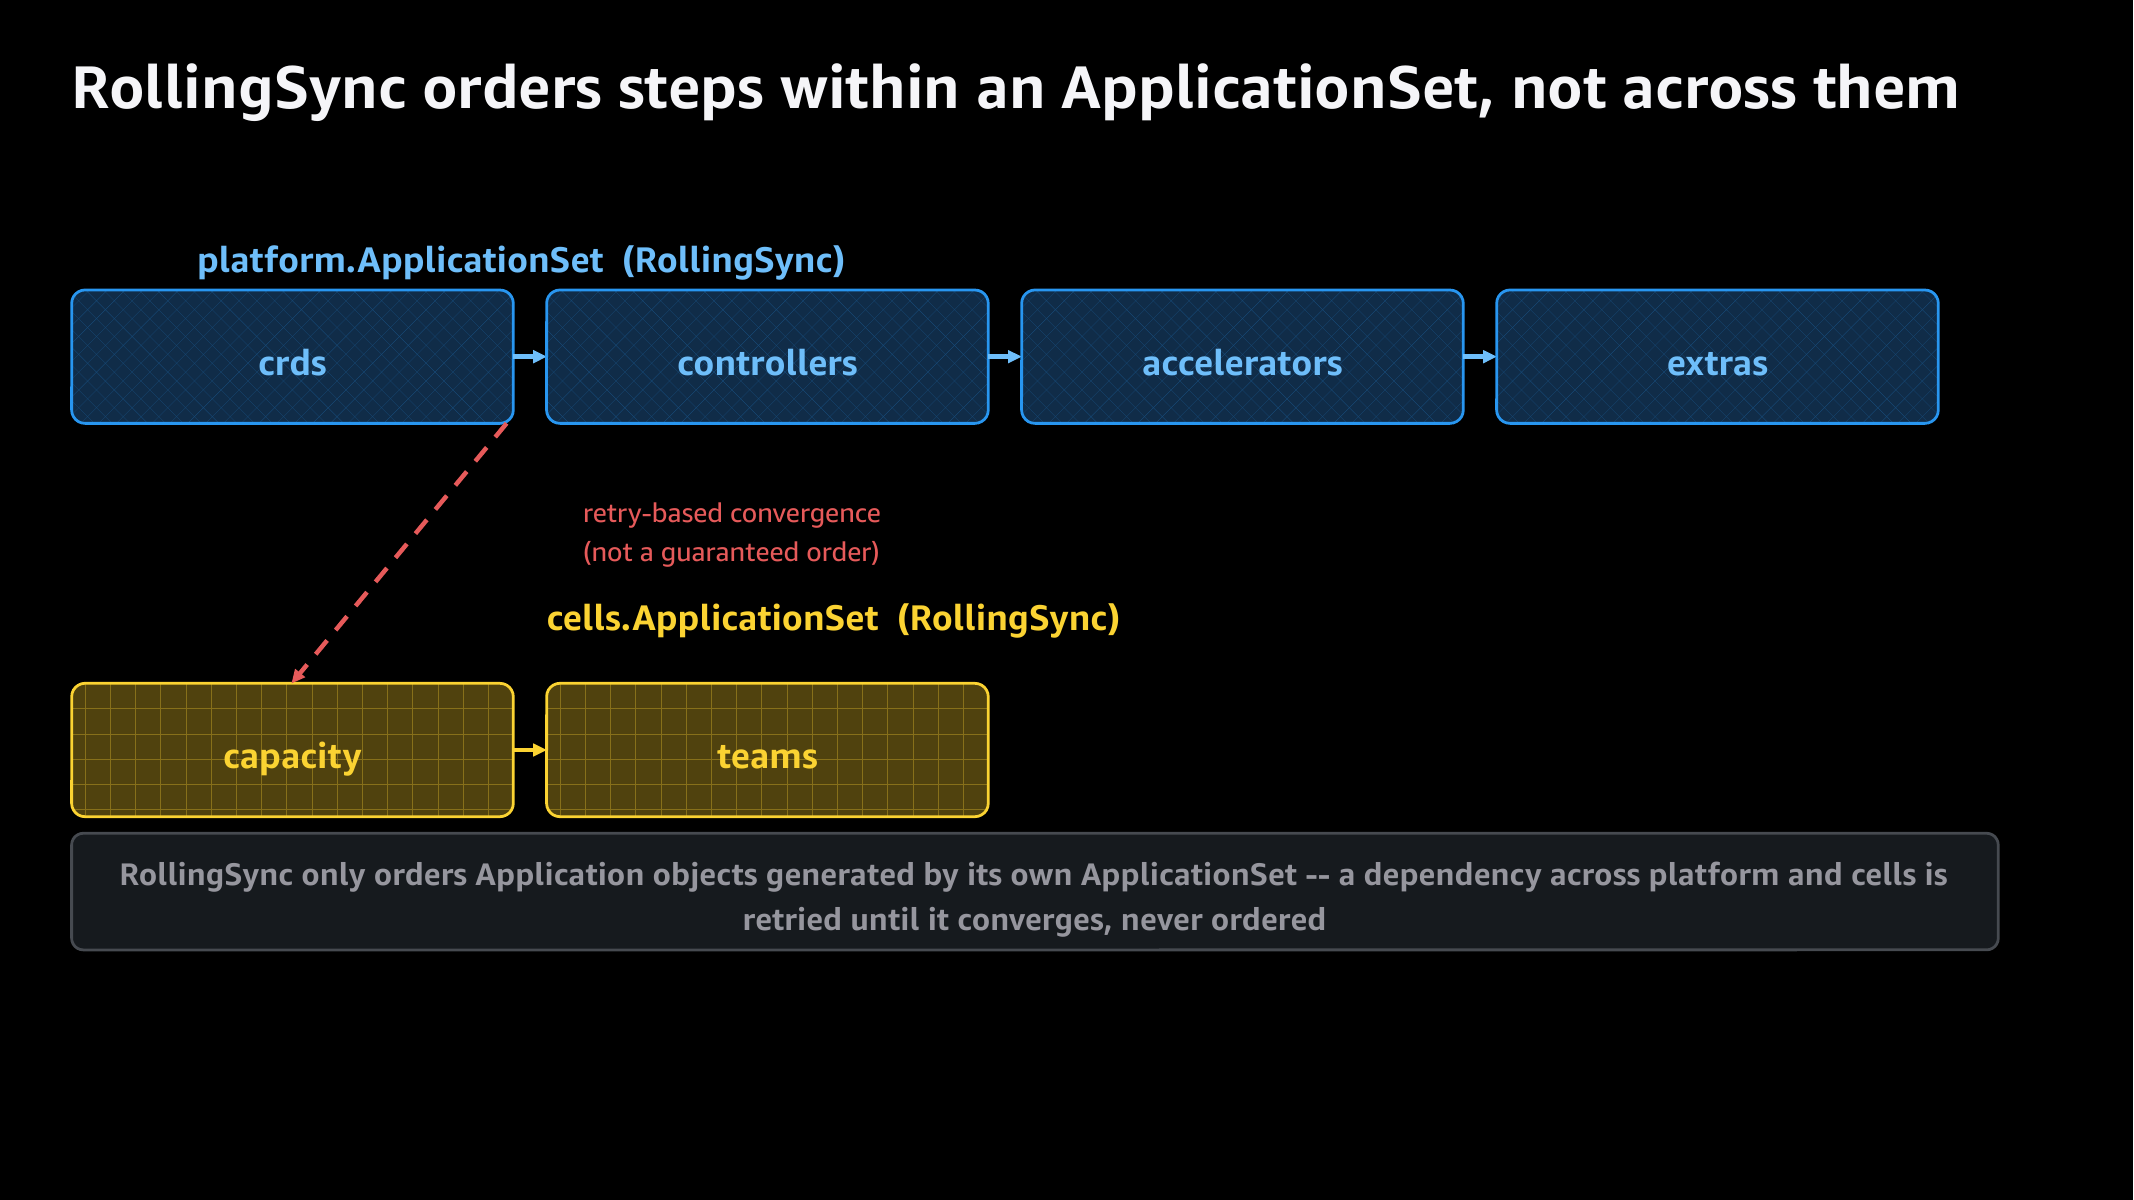 RollingSync orders steps within an ApplicationSet, not across them
platform.ApplicationSet (RollingSync)
crds
controllers
accelerators
extras
retry-based convergence
(not a guaranteed order)
cells.ApplicationSet (RollingSync)
capacity
teams
RollingSync only orders Application objects generated by its own ApplicationSet -- a dependency across platform and cells is
retried until it converges, never ordered